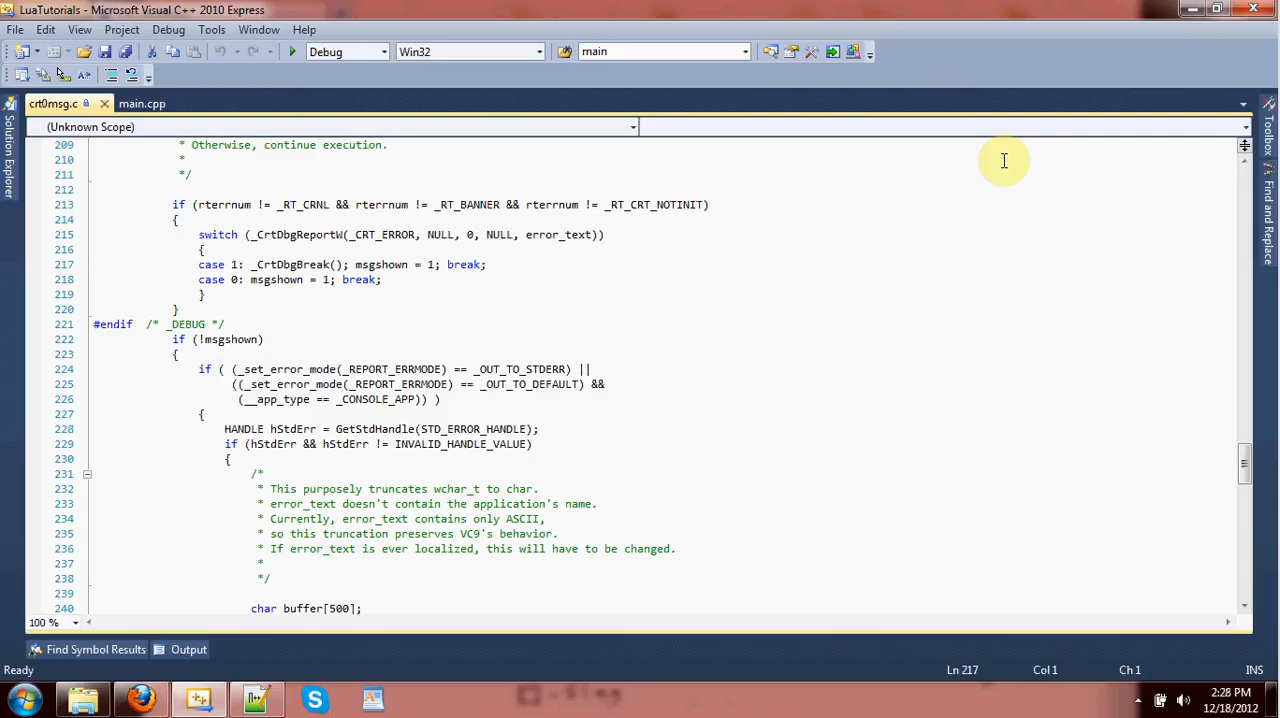 LuaTutorials - Microsoft Visual C++ 2010 Express
File Edit View Project Debug Tools Window Help
Debug Win32 main
crt0msg.c main.cpp
(Unknown Scope)
Solution Explorer
Toolbox
Find and Replace
209 * Otherwise, continue execution.
210 *
211 */
212
213 if (rterrnum != _RT_CRNL && rterrnum != _RT_BANNER && rterrnum != _RT_CRT_NOTINIT)
214 {
215 switch (_CrtDbgReportW(_CRT_ERROR, NULL, 0, NULL, error_text))
216 {
217 case 1: _CrtDbgBreak(); msgshown = 1; break;
218 case 0: msgshown = 1; break;
219 }
220 }
221 #endif /* _DEBUG */
222 if (!msgshown)
223 {
224 if ( (_set_error_mode(_REPORT_ERRMODE) == _OUT_TO_STDERR) ||
225 ((_set_error_mode(_REPORT_ERRMODE) == _OUT_TO_DEFAULT) &&
226 (__app_type == _CONSOLE_APP)) )
227 {
228 HANDLE hStdErr = GetStdHandle(STD_ERROR_HANDLE);
229 if (hStdErr && hStdErr != INVALID_HANDLE_VALUE)
230 {
231 /*
232 * This purposely truncates wchar_t to char.
233 * error_text doesn't contain the application's name.
234 * Currently, error_text contains only ASCII,
235 * so this truncation preserves VC9's behavior.
236 * If error_text is ever localized, this will have to be changed.
237 *
238 */
239
240 char buffer[500];
100 %
Find Symbol Results Output
Ready Ln 217 Col 1 Ch 1 INS
2:28 PM
12/18/2012